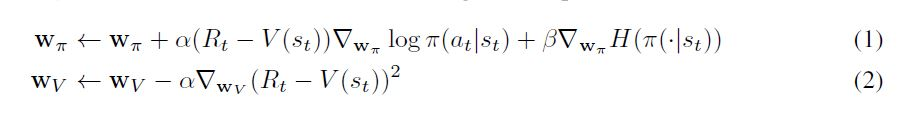 w_π ← w_π + α(R_t − V(s_t))∇_{w_π} log π(a_t|s_t) + β∇_{w_π} H(π(·|s_t)) (1)
w_V ← w_V − α∇_{w_V}(R_t − V(s_t))² (2)